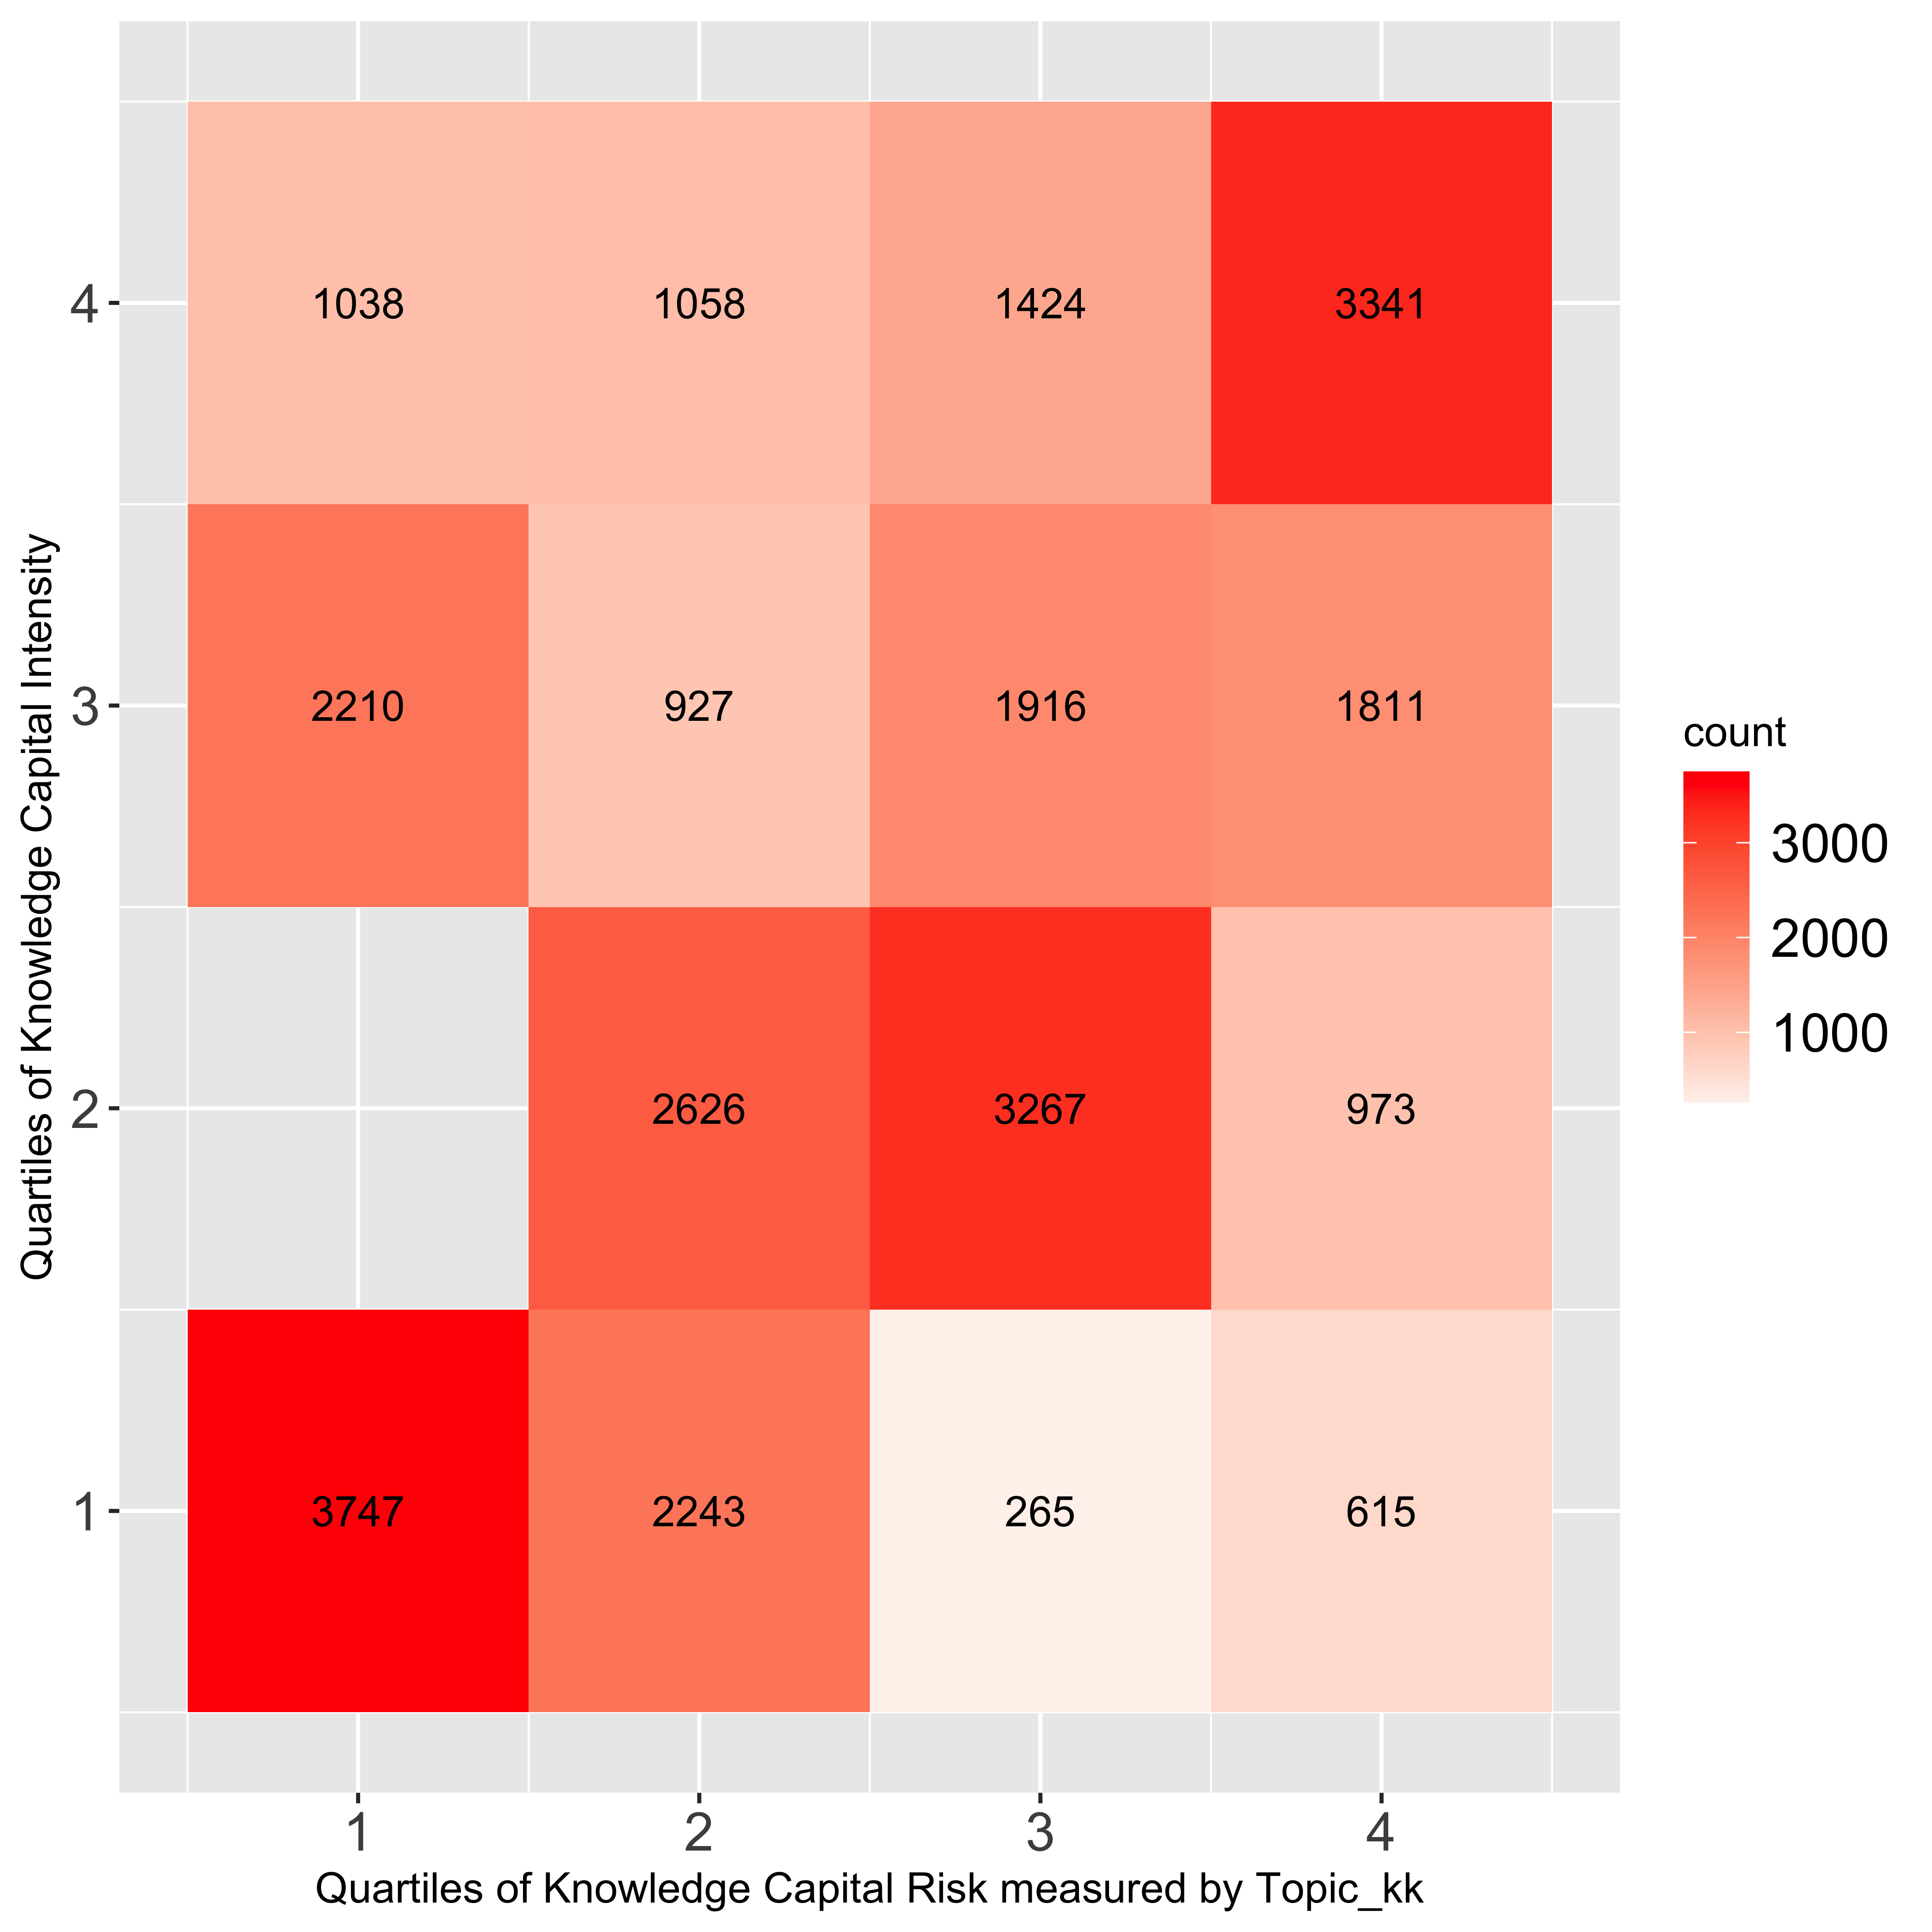 Quartiles of Knowledge Capital Intensity
4
1038 1058 1424 3341
3
2210 927 1916 1811
2
2626 3267 973
1
3747 2243 265 615
1 2 3 4
Quartiles of Knowledge Capital Risk measured by Topic_kk
count
3000
2000
1000